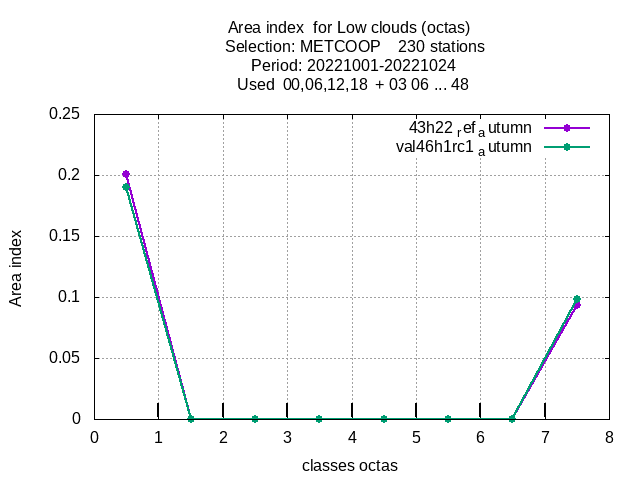 Area index  for Low clouds (octas)
Selection: METCOOP    230 stations
Period: 20221001-20221024
Used  00,06,12,18  + 03 06 ... 48
43h22 ref a utumn
val46h1rc1 a utumn
0.25
0.2
0.15
0.1
0.05
0
Area index
0 1 2 3 4 5 6 7 8
classes octas